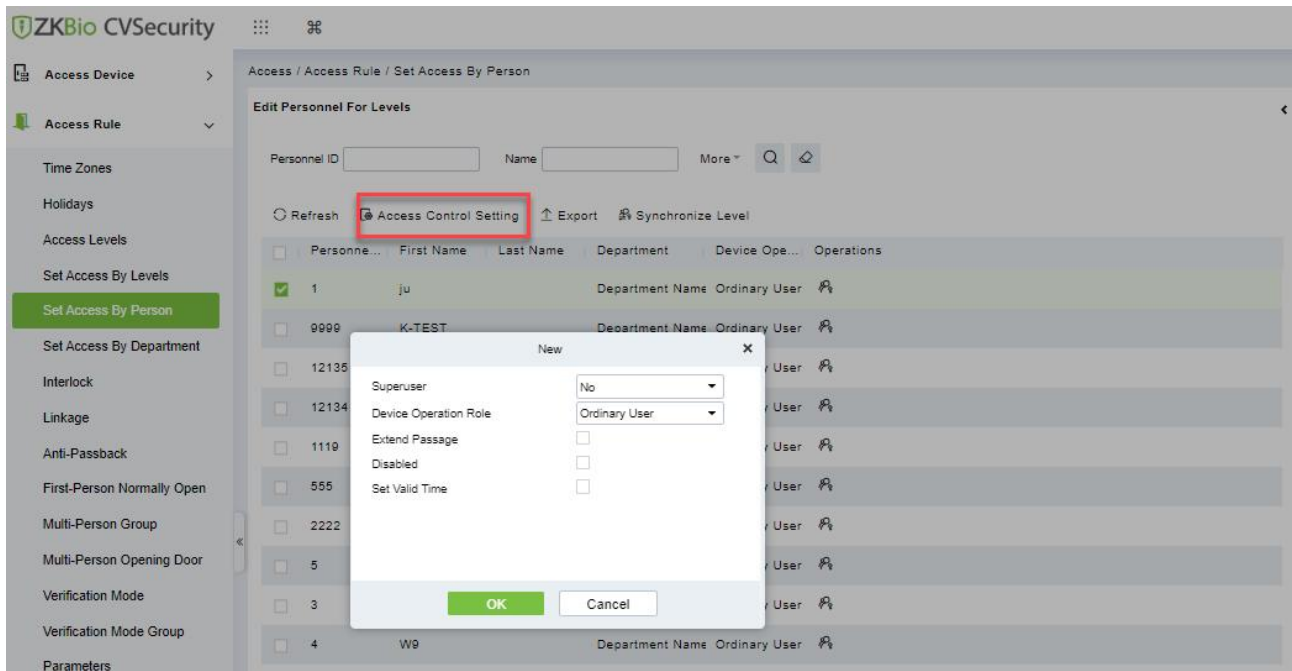 ZKBio CVSecurity
Access Device
Access Rule
Time Zones
Holidays
Access Levels
Set Access By Levels
Set Access By Person
Set Access By Department
Interlock
Linkage
Anti-Passback
First-Person Normally Open
Multi-Person Group
Multi-Person Opening Door
Verification Mode
Verification Mode Group
Parameters
Access / Access Rule / Set Access By Person
Edit Personnel For Levels
Personnel ID Name More
Refresh Access Control Setting Export Synchronize Level
Personne... First Name Last Name Department Device Ope... Operations
1 ju Department Name Ordinary User
9999 K-TEST Department Name Ordinary User
12135 User
12134 User
1119 User
555 User
2222 User
5 User
3 User
4 W9 Department Name Ordinary User
New
Superuser No
Device Operation Role Ordinary User
Extend Passage
Disabled
Set Valid Time
OK Cancel